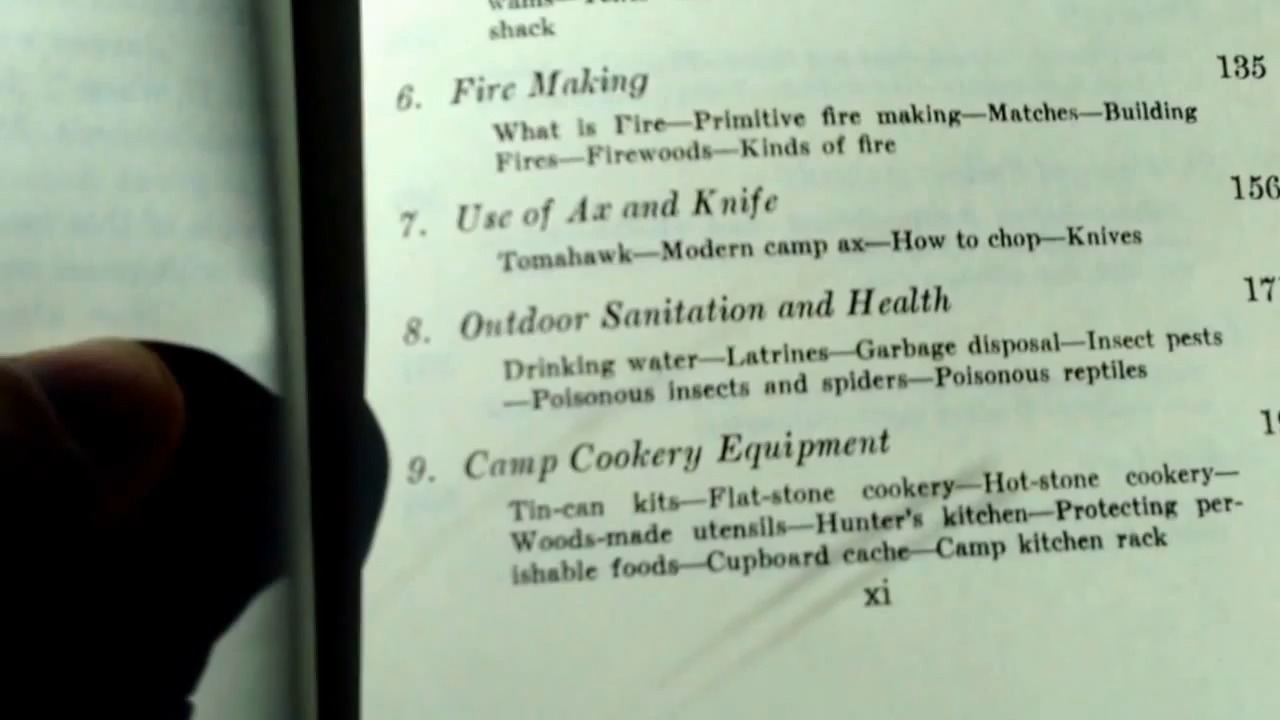 shack
6. Fire Making 135
What is Fire—Primitive fire making—Matches—Building
Fires—Firewoods—Kinds of fire
7. Use of Ax and Knife 156
Tomahawk—Modern camp ax—How to chop—Knives
8. Outdoor Sanitation and Health 17
Drinking water—Latrines—Garbage disposal—Insect pests
—Poisonous insects and spiders—Poisonous reptiles
9. Camp Cookery Equipment 1
Tin-can kits—Flat-stone cookery—Hot-stone cookery—
Woods-made utensils—Hunter's kitchen—Protecting per-
ishable foods—Cupboard cache—Camp kitchen rack
xi